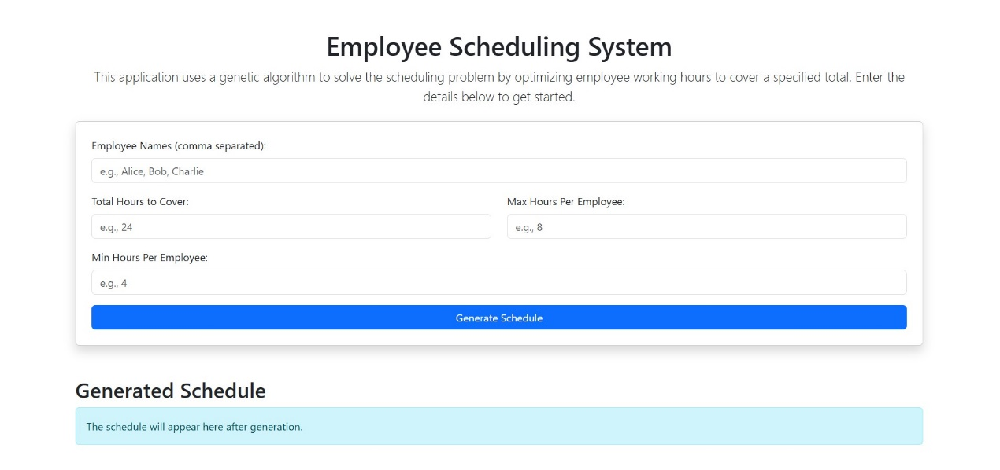 Employee Scheduling System
This application uses a genetic algorithm to solve the scheduling problem by optimizing employee working hours to cover a specified total. Enter the
details below to get started.
Employee Names (comma separated):
e.g., Alice, Bob, Charlie
Total Hours to Cover:
e.g., 24
Max Hours Per Employee:
e.g., 8
Min Hours Per Employee:
e.g., 4
Generate Schedule
Generated Schedule
The schedule will appear here after generation.